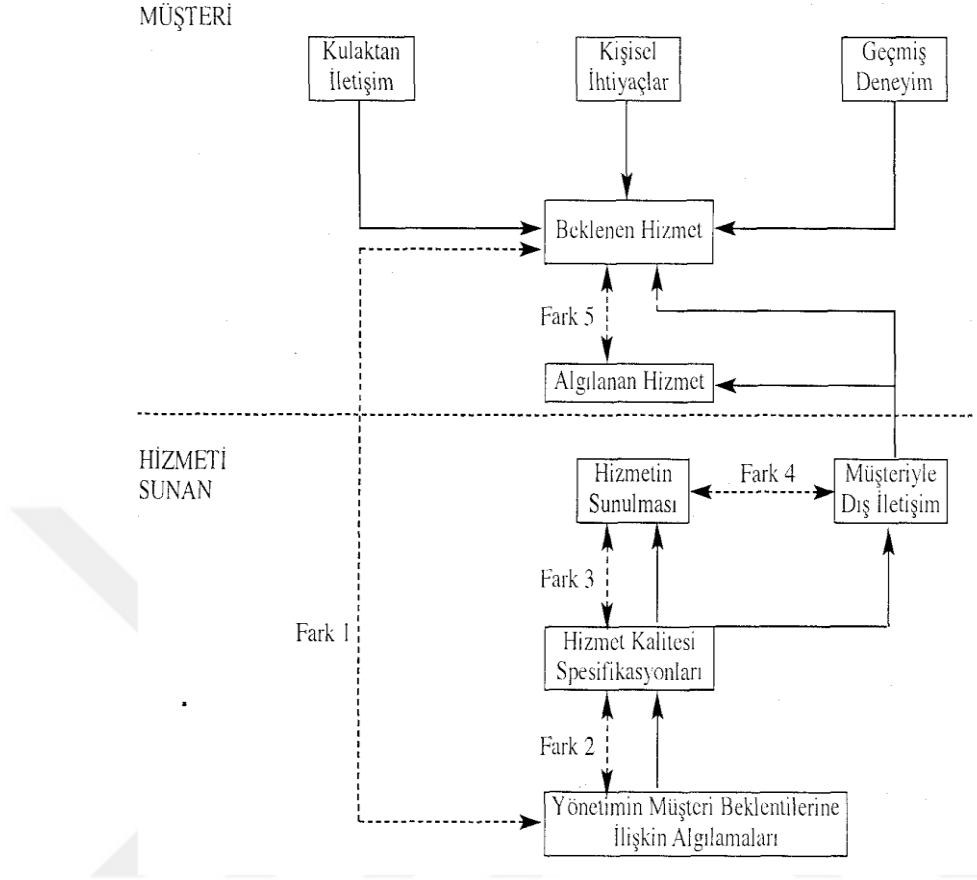 MÜŞTERİ
Kulaktan
İletişim
Kişisel
İhtiyaçlar
Geçmiş
Deneyim
Beklenen Hizmet
Fark 5
Algılanan Hizmet
HİZMETİ
SUNAN
Hizmetin
Sunulması
Fark 4
Müşteriyle
Dış İletişim
Fark 3
Fark 1
Hizmet Kalitesi
Spesifikasyonları
Fark 2
Yönetimin Müşteri Beklentilerine
İlişkin Algılamaları